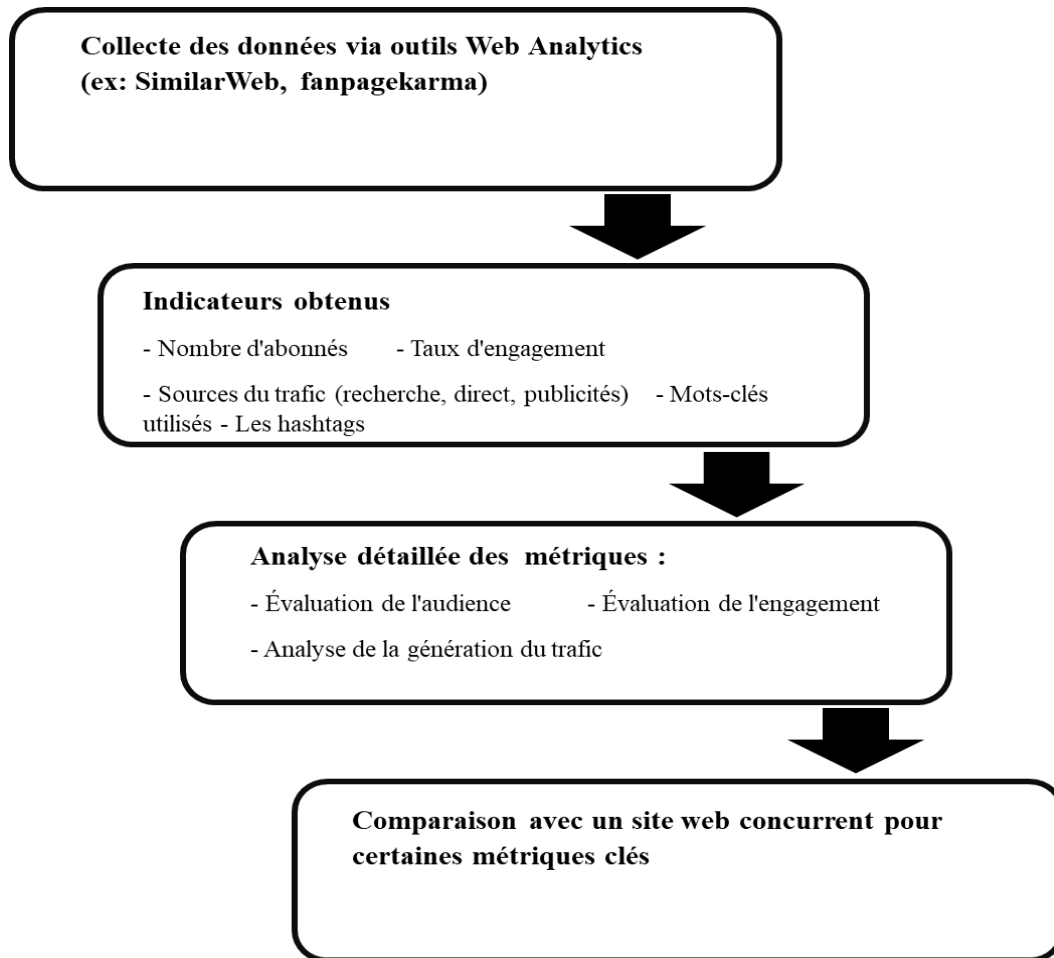 Collecte des données via outils Web Analytics
(ex: SimilarWeb, fanpagekarma)
Indicateurs obtenus
- Nombre d'abonnés - Taux d'engagement
- Sources du trafic (recherche, direct, publicités) - Mots-clés
utilisés - Les hashtags
Analyse détaillée des métriques :
- Évaluation de l'audience - Évaluation de l'engagement
- Analyse de la génération du trafic
Comparaison avec un site web concurrent pour
certaines métriques clés